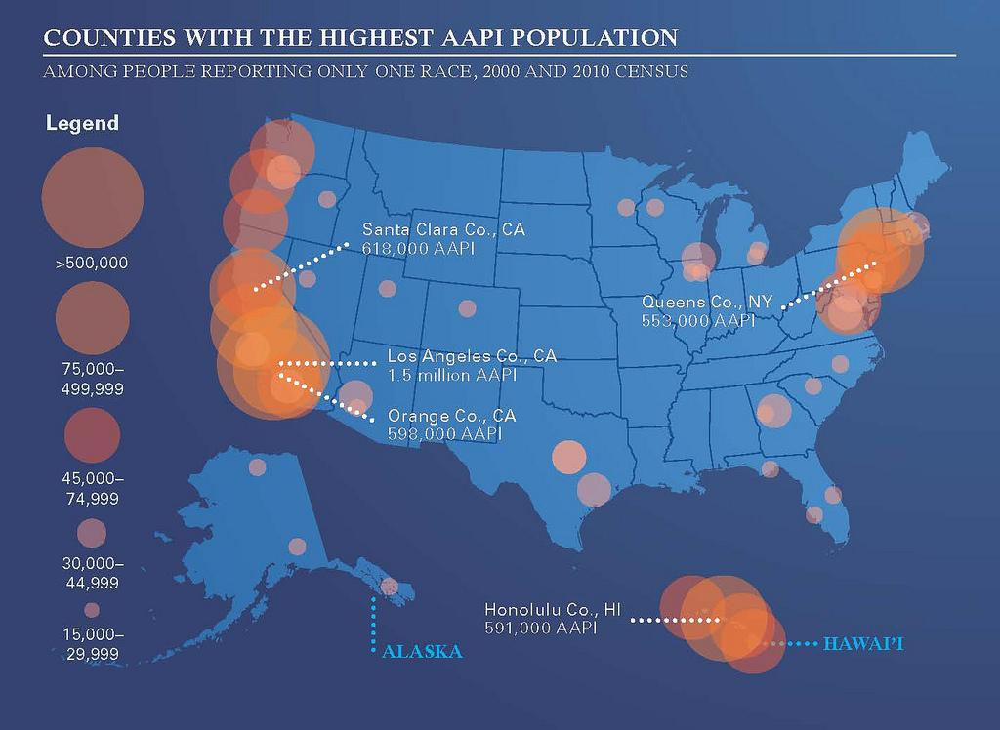 COUNTIES WITH THE HIGHEST AAPI POPULATION
AMONG PEOPLE REPORTING ONLY ONE RACE, 2000 AND 2010 CENSUS
Legend
>500,000
75,000–
499,999
45,000–
74,999
30,000–
44,999
15,000–
29,999
Santa Clara Co., CA
618,000 AAPI
Queens Co., NY
553,000 AAPI
Los Angeles Co., CA
1.5 million AAPI
Orange Co., CA
598,000 AAPI
Honolulu Co., HI
591,000 AAPI
ALASKA
HAWAI'I